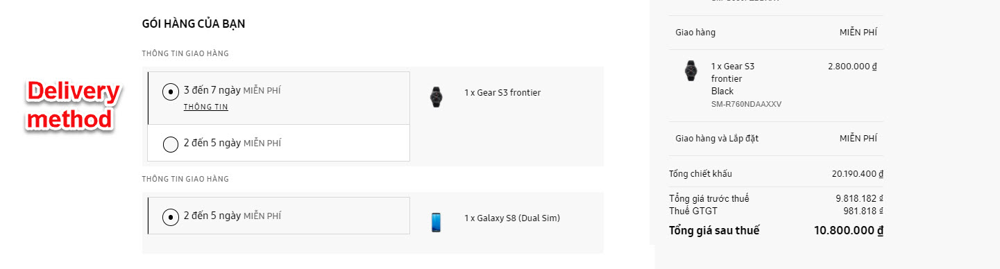 GÓI HÀNG CỦA BẠN
THÔNG TIN GIAO HÀNG
Delivery
method
3 đến 7 ngày MIỄN PHÍ
THÔNG TIN
1 x Gear S3 frontier
2 đến 5 ngày MIỄN PHÍ
THÔNG TIN GIAO HÀNG
2 đến 5 ngày MIỄN PHÍ
1 x Galaxy S8 (Dual Sim)
Giao hàng MIỄN PHÍ
1 x Gear S3 2.800.000 ₫
frontier
Black
SM-R760NDAAXXV
Giao hàng và Lắp đặt MIỄN PHÍ
Tổng chiết khấu 20.190.400 ₫
Tổng giá trước thuế 9.818.182 ₫
Thuế GTGT 981.818 ₫
Tổng giá sau thuế 10.800.000 ₫